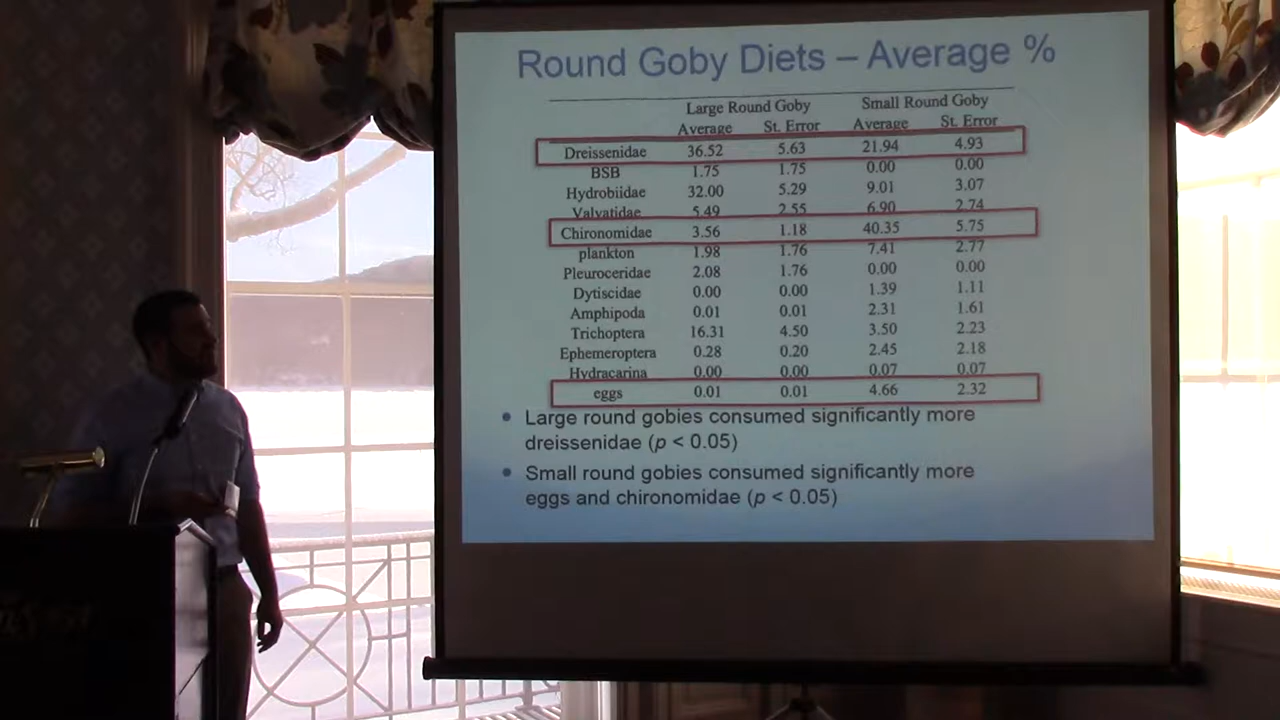 Round Goby Diets – Average %
Large Round Goby Small Round Goby
Average St. Error Average St. Error
Dreissenidae 36.52 5.63 21.94 4.93
BSB 1.75 1.75 0.00 0.00
Hydrobiidae 32.00 5.29 9.01 3.07
Valvatidae 5.49 2.55 6.90 2.74
Chironomidae 3.56 1.18 40.35 5.75
plankton 1.98 1.76 7.41 2.77
Pleuroceridae 2.08 1.76 0.00 0.00
Dytiscidae 0.00 0.00 1.39 1.11
Amphipoda 0.01 0.01 2.31 1.61
Trichoptera 16.31 4.50 3.50 2.23
Ephemeroptera 0.28 0.20 2.45 2.18
Hydracarina 0.00 0.00 0.07 0.07
eggs 0.01 0.01 4.66 2.32
• Large round gobies consumed significantly more
dreissenidae (p < 0.05)
• Small round gobies consumed significantly more
eggs and chironomidae (p < 0.05)